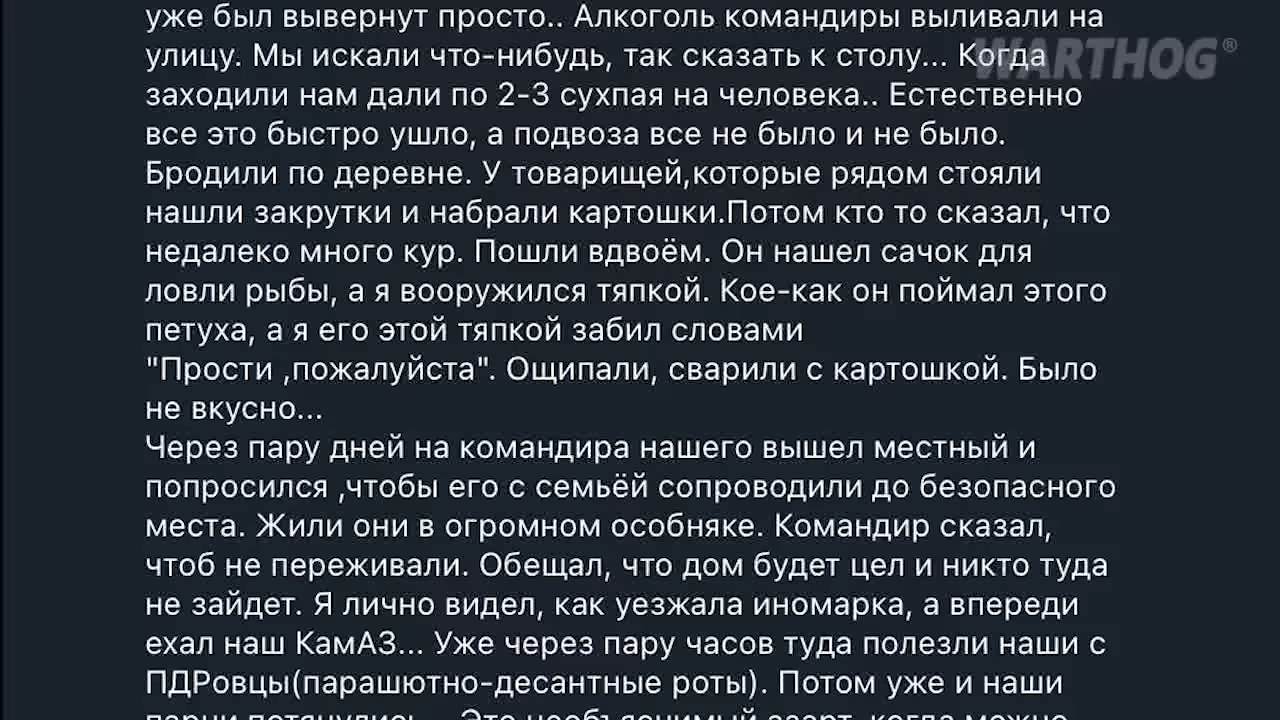 уже был вывернут просто.. Алкоголь командиры выливали на
WARTHOG®
улицу. Мы искали что-нибудь, так сказать к столу... Когда
заходили нам дали по 2-3 сухпая на человека.. Естественно
все это быстро ушло, а подвоза все не было и не было.
Бродили по деревне. У товарищей,которые рядом стояли
нашли закрутки и набрали картошки.Потом кто то сказал, что
недалеко много кур. Пошли вдвоём. Он нашел сачок для
ловли рыбы, а я вооружился тяпкой. Кое-как он поймал этого
петуха, а я его этой тяпкой забил словами
"Прости ,пожалуйста". Ощипали, сварили с картошкой. Было
не вкусно...
Через пару дней на командира нашего вышел местный и
попросился ,чтобы его с семьёй сопроводили до безопасного
места. Жили они в огромном особняке. Командир сказал,
чтоб не переживали. Обещал, что дом будет цел и никто туда
не зайдет. Я лично видел, как уезжала иномарка, а впереди
ехал наш КамАЗ... Уже через пару часов туда полезли наши с
ПДРовцы(парашютно-десантные роты). Потом уже и наши
парни потянулись... Это необъяснимый азарт, когда можно